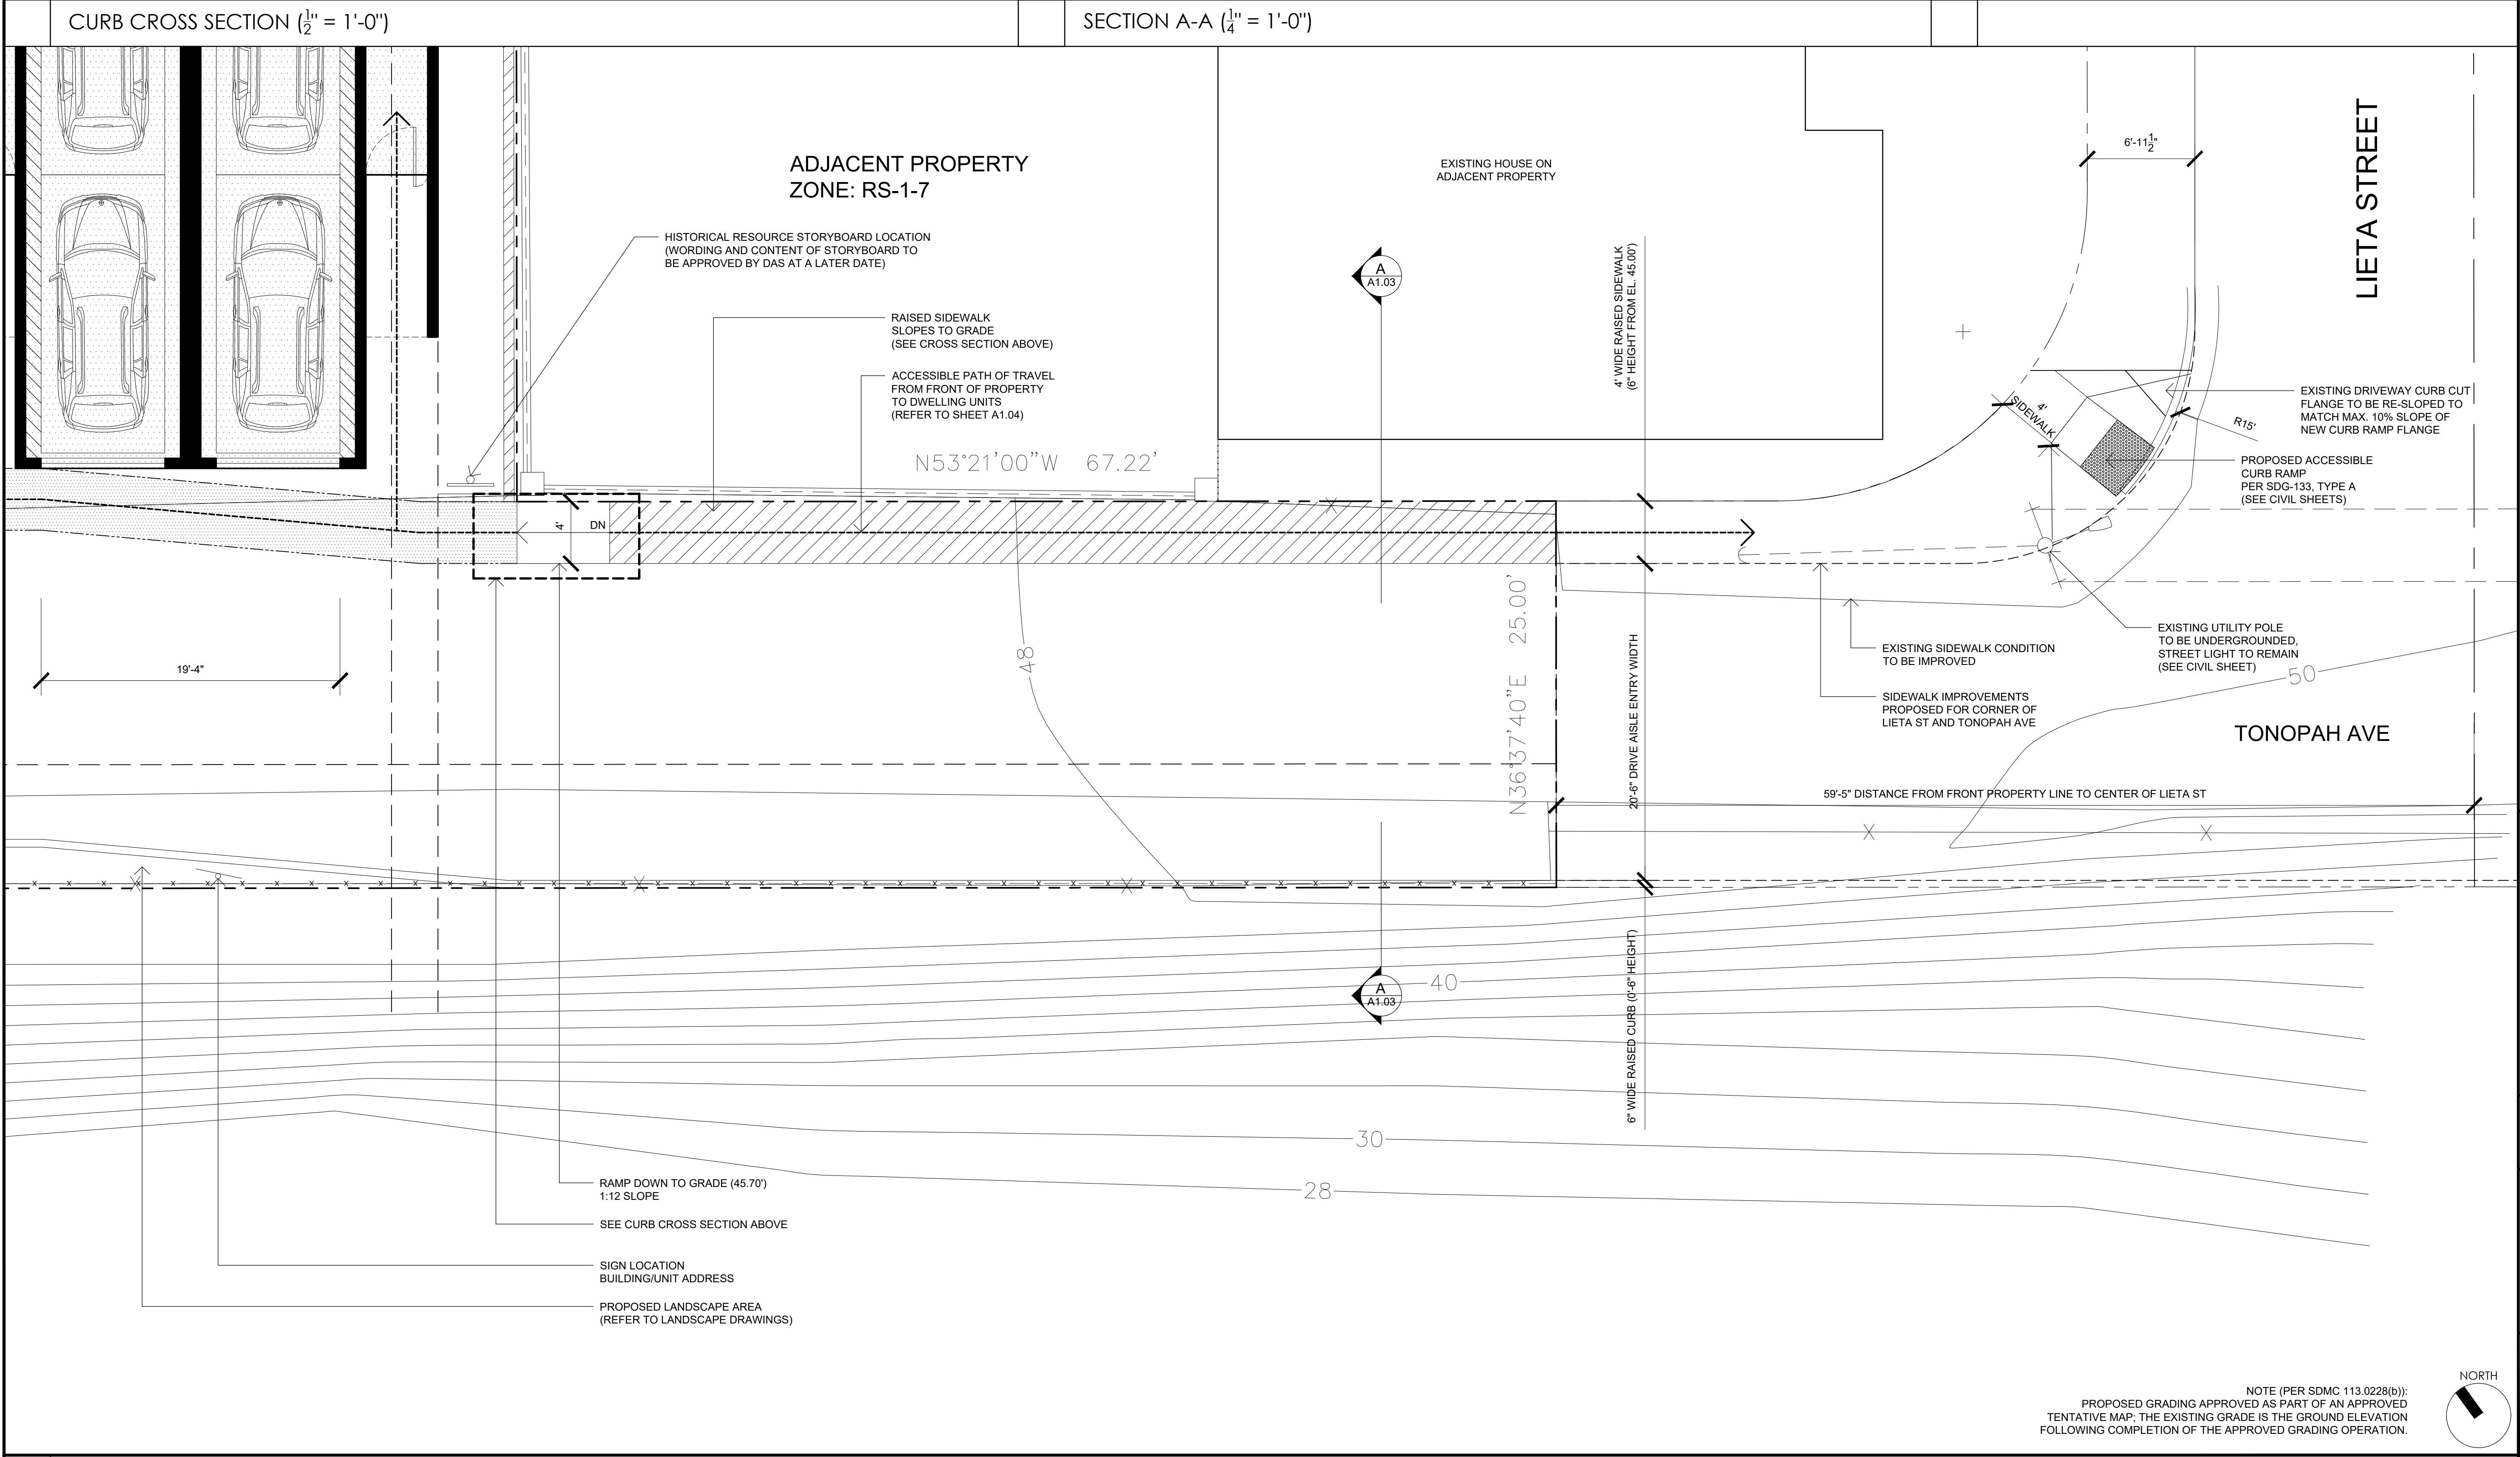 CURB CROSS SECTION (1/2" = 1'-0")
SECTION A-A (1/4" = 1'-0")
ADJACENT PROPERTY
ZONE: RS-1-7
EXISTING HOUSE ON
ADJACENT PROPERTY
6'-11 1/2"
LIETA STREET
HISTORICAL RESOURCE STORYBOARD LOCATION
(WORDING AND CONTENT OF STORYBOARD TO
BE APPROVED BY DAS AT A LATER DATE)
A
A1.03
4' WIDE RAISED SIDEWALK
(6" HEIGHT FROM EL. 45.00')
RAISED SIDEWALK
SLOPES TO GRADE
(SEE CROSS SECTION ABOVE)
ACCESSIBLE PATH OF TRAVEL
FROM FRONT OF PROPERTY
TO DWELLING UNITS
(REFER TO SHEET A1.04)
EXISTING DRIVEWAY CURB CUT
FLANGE TO BE RE-SLOPED TO
MATCH MAX. 10% SLOPE OF
NEW CURB RAMP FLANGE
4'
SIDEWALK
R15'
N53°21'00"W 67.22'
PROPOSED ACCESSIBLE
CURB RAMP
PER SDG-133, TYPE A
(SEE CIVIL SHEETS)
4'
DN
N36°37'40"E 25.00'
20'-6" DRIVE AISLE ENTRY WIDTH
EXISTING UTILITY POLE
TO BE UNDERGROUNDED,
STREET LIGHT TO REMAIN
(SEE CIVIL SHEET)
EXISTING SIDEWALK CONDITION
TO BE IMPROVED
48
19'-4"
50
SIDEWALK IMPROVEMENTS
PROPOSED FOR CORNER OF
LIETA ST AND TONOPAH AVE
TONOPAH AVE
59'-5" DISTANCE FROM FRONT PROPERTY LINE TO CENTER OF LIETA ST
A
A1.03
40
6" WIDE RAISED CURB (0'-6" HEIGHT)
30
28
RAMP DOWN TO GRADE (45.70')
1:12 SLOPE
SEE CURB CROSS SECTION ABOVE
SIGN LOCATION
BUILDING/UNIT ADDRESS
PROPOSED LANDSCAPE AREA
(REFER TO LANDSCAPE DRAWINGS)
NORTH
NOTE (PER SDMC 113.0228(b)):
PROPOSED GRADING APPROVED AS PART OF AN APPROVED
TENTATIVE MAP; THE EXISTING GRADE IS THE GROUND ELEVATION
FOLLOWING COMPLETION OF THE APPROVED GRADING OPERATION.